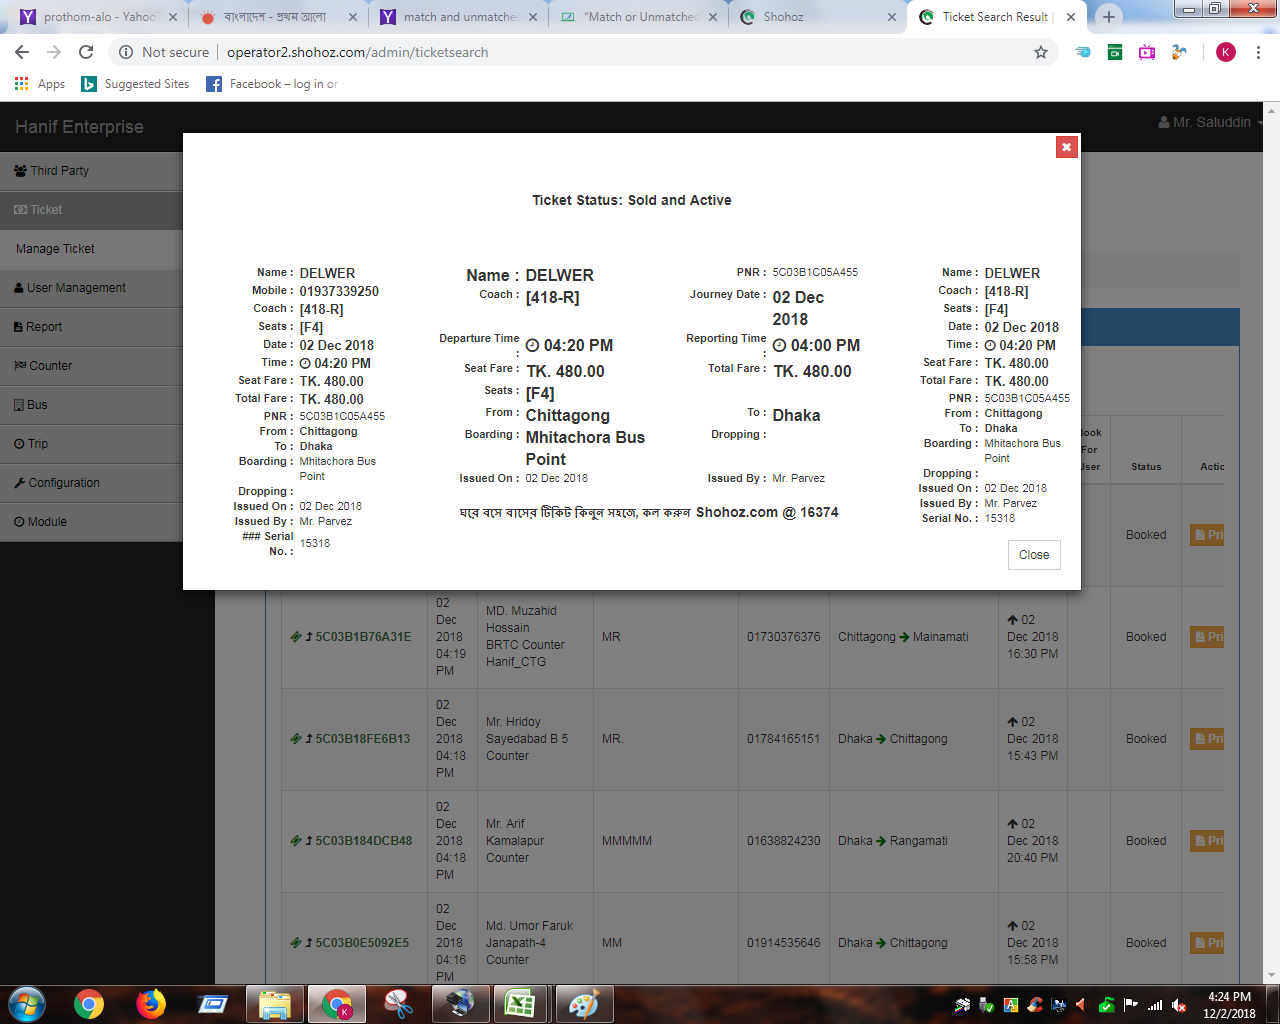 prothom-alo - Yahoo
বাংলাদেশ - প্রথম আলো
match and unmatche
"Match or Unmatched
Shohoz
Ticket Search Result |
Not secure | operator2.shohoz.com/admin/ticketsearch
K
Apps
Suggested Sites
Facebook – log in or
Hanif Enterprise
Mr. Saluddin
Third Party
Ticket
Manage Ticket
User Management
Report
Counter
Bus
Trip
Configuration
Module
Ticket Status: Sold and Active
Name : DELWER
Mobile : 01937339250
Coach : [418-R]
Seats : [F4]
Date : 02 Dec 2018
Time : 04:20 PM
Seat Fare : TK. 480.00
Total Fare : TK. 480.00
PNR : 5C03B1C05A455
From : Chittagong
To : Dhaka
Boarding : Mhitachora Bus
Point
Dropping :
Issued On : 02 Dec 2018
Issued By : Mr. Parvez
### Serial
No. : 15318
Name : DELWER
PNR : 5C03B1C05A455
Coach : [418-R]
Journey Date : 02 Dec
2018
Departure Time
: 04:20 PM
Reporting Time
: 04:00 PM
Seat Fare : TK. 480.00
Total Fare : TK. 480.00
Seats : [F4]
From : Chittagong
To : Dhaka
Boarding : Mhitachora Bus
Point
Dropping :
Issued On : 02 Dec 2018
Issued By : Mr. Parvez
ঘরে বসে বাসের টিকিট কিনুন সহজে, কল করুন Shohoz.com @ 16374
Name : DELWER
Coach : [418-R]
Seats : [F4]
Date : 02 Dec 2018
Time : 04:20 PM
Seat Fare : TK. 480.00
Total Fare : TK. 480.00
PNR : 5C03B1C05A455
From : Chittagong
To : Dhaka
Boarding : Mhitachora Bus
Point
Dropping :
Issued On : 02 Dec 2018
Issued By : Mr. Parvez
Serial No. : 15318
Close
ook
For
User
Status
Actio
Booked
Pri
5C03B1B76A31E
02
Dec
2018
04:19
PM
MD. Muzahid
Hossain
BRTC Counter
Hanif_CTG
MR
01730376376
Chittagong Mainamati
02
Dec 2018
16:30 PM
Booked
Pri
5C03B18FE6B13
02
Dec
2018
04:18
PM
Mr. Hridoy
Sayedabad B 5
Counter
MR.
01784165151
Dhaka Chittagong
02
Dec 2018
15:43 PM
Booked
Pri
5C03B184DCB48
02
Dec
2018
04:18
PM
Mr. Arif
Kamalapur
Counter
MMMMM
01638824230
Dhaka Rangamati
02
Dec 2018
20:40 PM
Booked
Pri
5C03B0E5092E5
02
Dec
2018
04:16
PM
Md. Umor Faruk
Janapath-4
Counter
MM
01914535646
Dhaka Chittagong
02
Dec 2018
15:58 PM
Booked
Pri
4:24 PM
12/2/2018